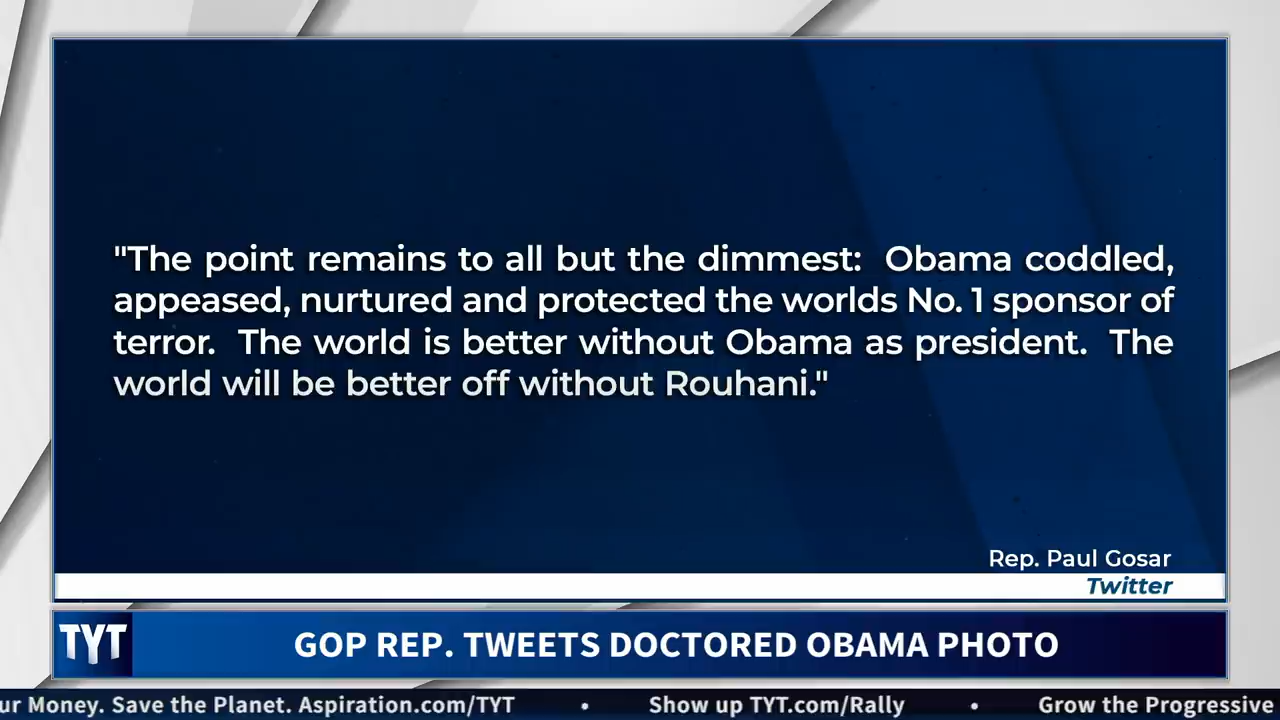 "The point remains to all but the dimmest:  Obama coddled,
appeased, nurtured and protected the worlds No. 1 sponsor of
terror.  The world is better without Obama as president.  The
world will be better off without Rouhani."
Rep. Paul Gosar
Twitter
TYT
GOP REP. TWEETS DOCTORED OBAMA PHOTO
ur Money. Save the Planet. Aspiration.com/TYT • Show up TYT.com/Rally • Grow the Progressive